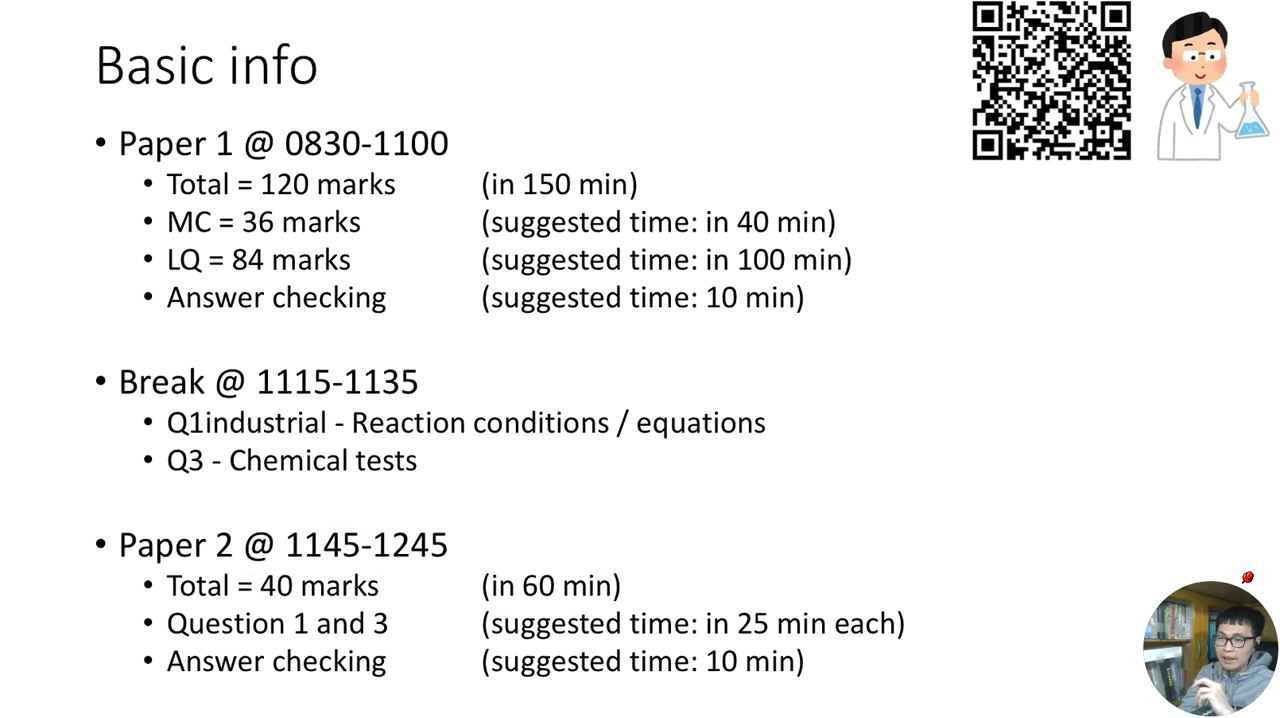 Basic info
• Paper 1 @ 0830-1100
• Total = 120 marks (in 150 min)
• MC = 36 marks (suggested time: in 40 min)
• LQ = 84 marks (suggested time: in 100 min)
• Answer checking (suggested time: 10 min)
• Break @ 1115-1135
• Q1industrial - Reaction conditions / equations
• Q3 - Chemical tests
• Paper 2 @ 1145-1245
• Total = 40 marks (in 60 min)
• Question 1 and 3 (suggested time: in 25 min each)
• Answer checking (suggested time: 10 min)